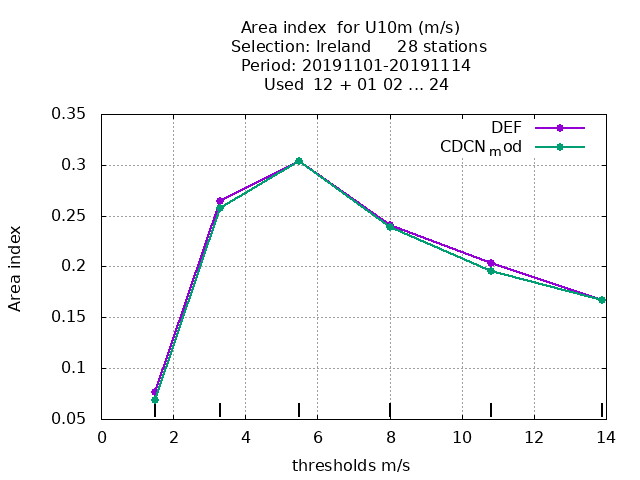 Area index  for U10m (m/s)
Selection: Ireland     28 stations
Period: 20191101-20191114
Used  12 + 01 02 ... 24
DEF
CDCN_mod
0.35
0.3
0.25
0.2
0.15
0.1
0.05
Area index
0 2 4 6 8 10 12 14
thresholds m/s